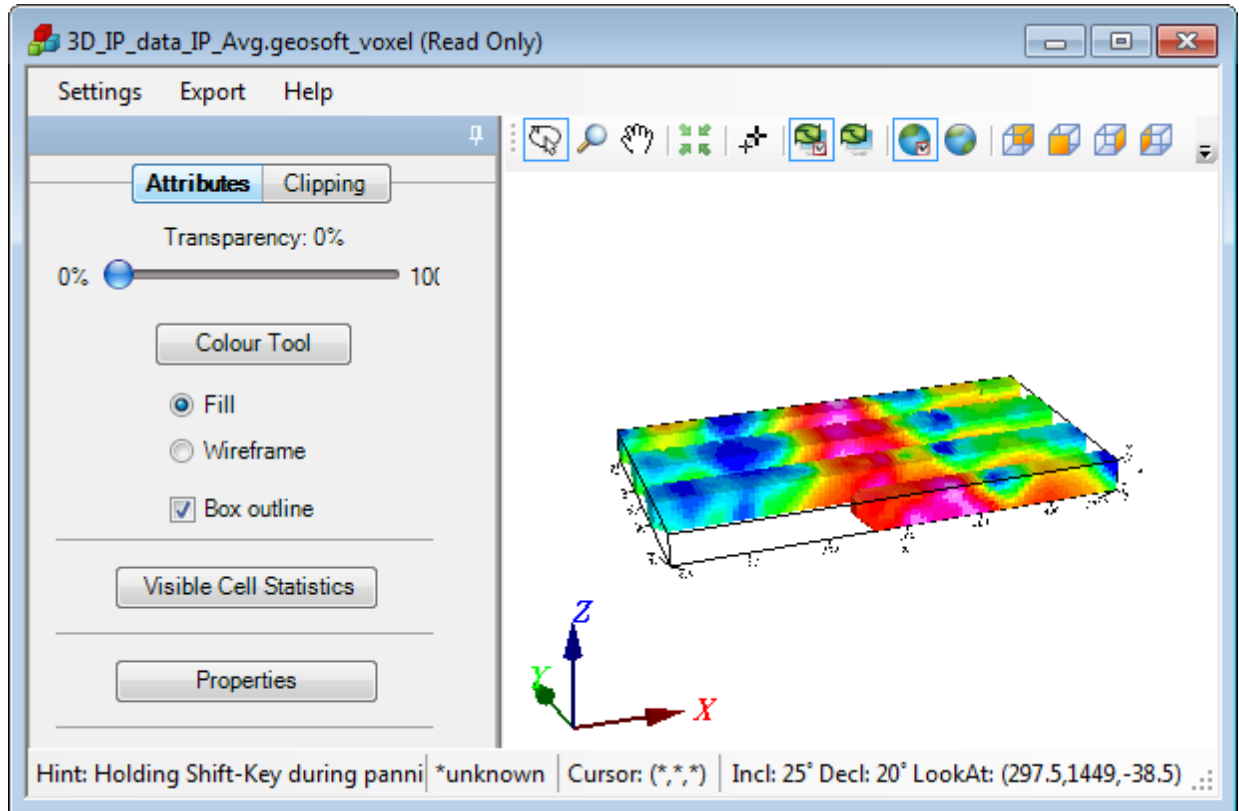 3D_IP_data_IP_Avg.geosoft_voxel (Read Only)
Settings Export Help
Attributes Clipping
Transparency: 0%
0% 100
Colour Tool
Fill
Wireframe
Box outline
Visible Cell Statistics
Properties
Z
Y
X
Hint: Holding Shift-Key during panni *unknown Cursor: (*,*,*) Incl: 25° Decl: 20° LookAt: (297.5,1449,-38.5)